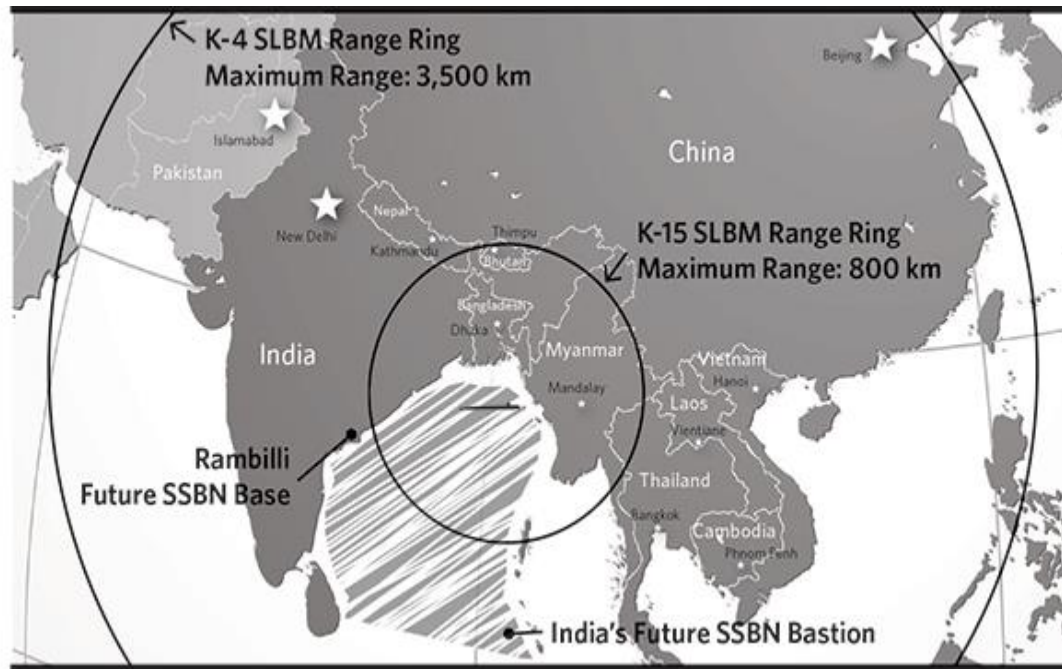 K-4 SLBM Range Ring
Maximum Range: 3,500 km
Beijing
Islamabad
Pakistan
China
New Delhi
Nepal
Kathmandu
Thimpu
Bhutan
K-15 SLBM Range Ring
Maximum Range: 800 km
Bangladesh
Dhaka
India
Myanmar
Mandalay
Vietnam
Hanoi
Laos
Vientiane
Rambilli
Future SSBN Base
Thailand
Bangkok
Cambodia
Phnom Penh
India's Future SSBN Bastion